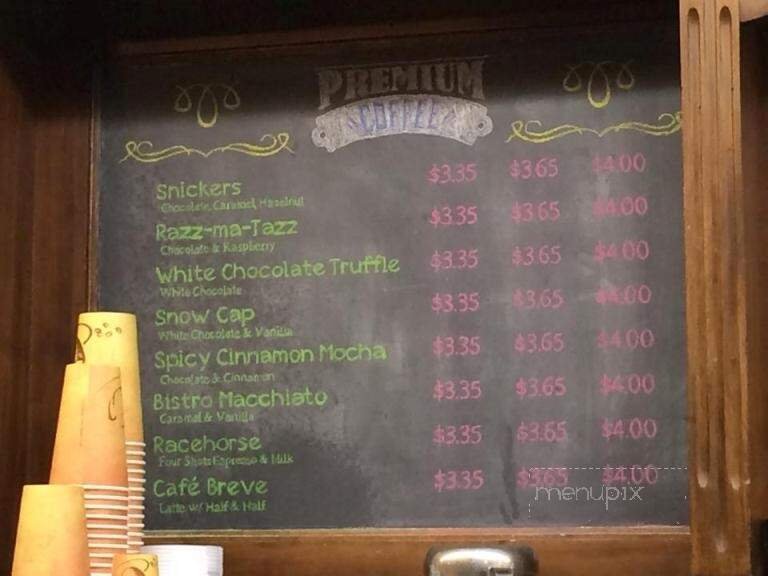 PREMIUM
COFFEE
Snickers $3.35 $3.65 $4.00
Chocolate, Caramel, Hazelnut
Razz-ma-Tazz $3.35 $3.65 $4.00
Chocolate & Raspberry
White Chocolate Truffle $3.35 $3.65 $4.00
White Chocolate
Snow Cap $3.35 $3.65 $4.00
White Chocolate & Vanilla
Spicy Cinnamon Mocha $3.35 $3.65 $4.00
Chocolate & Cinnamon
Bistro Macchiato $3.35 $3.65 $4.00
Caramel & Vanilla
Racehorse $3.35 $3.65 $4.00
Four Shots Espresso & Milk
Café Breve $3.35 $3.65 $4.00
Latte w/ Half & Half
menupix